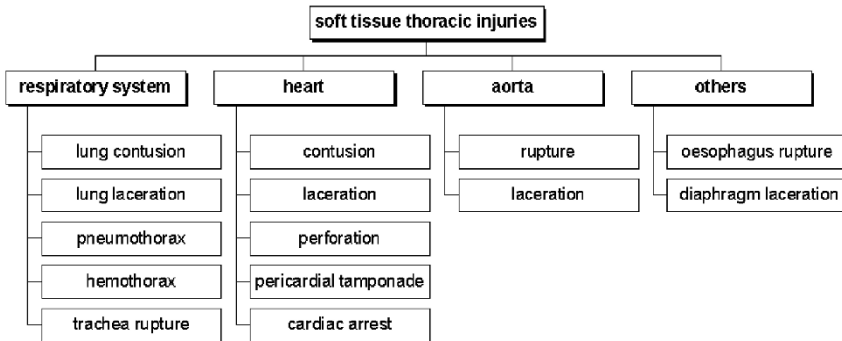 soft tissue thoracic injuries
respiratory system
heart
aorta
others
lung contusion
contusion
rupture
oesophagus rupture
lung laceration
laceration
laceration
diaphragm laceration
pneumothorax
perforation
hemothorax
pericardial tamponade
trachea rupture
cardiac arrest